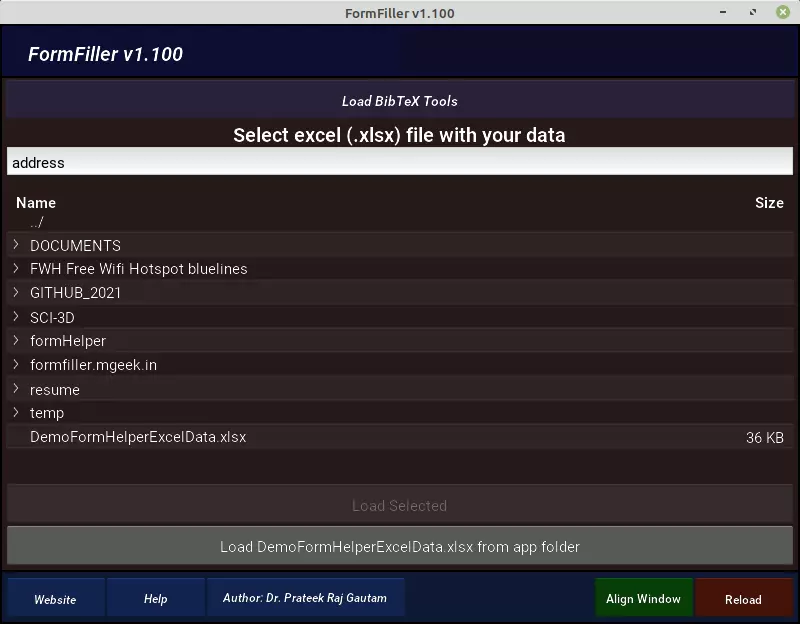 FormFiller v1.100
FormFiller v1.100
Load BibTeX Tools
Select excel (.xlsx) file with your data
address
Name Size
../
DOCUMENTS
FWH Free Wifi Hotspot bluelines
GITHUB_2021
SCI-3D
formHelper
formfiller.mgeek.in
resume
temp
DemoFormHelperExcelData.xlsx 36 KB
Load Selected
Load DemoFormHelperExcelData.xlsx from app folder
Website Help Author: Dr. Prateek Raj Gautam Align Window Reload